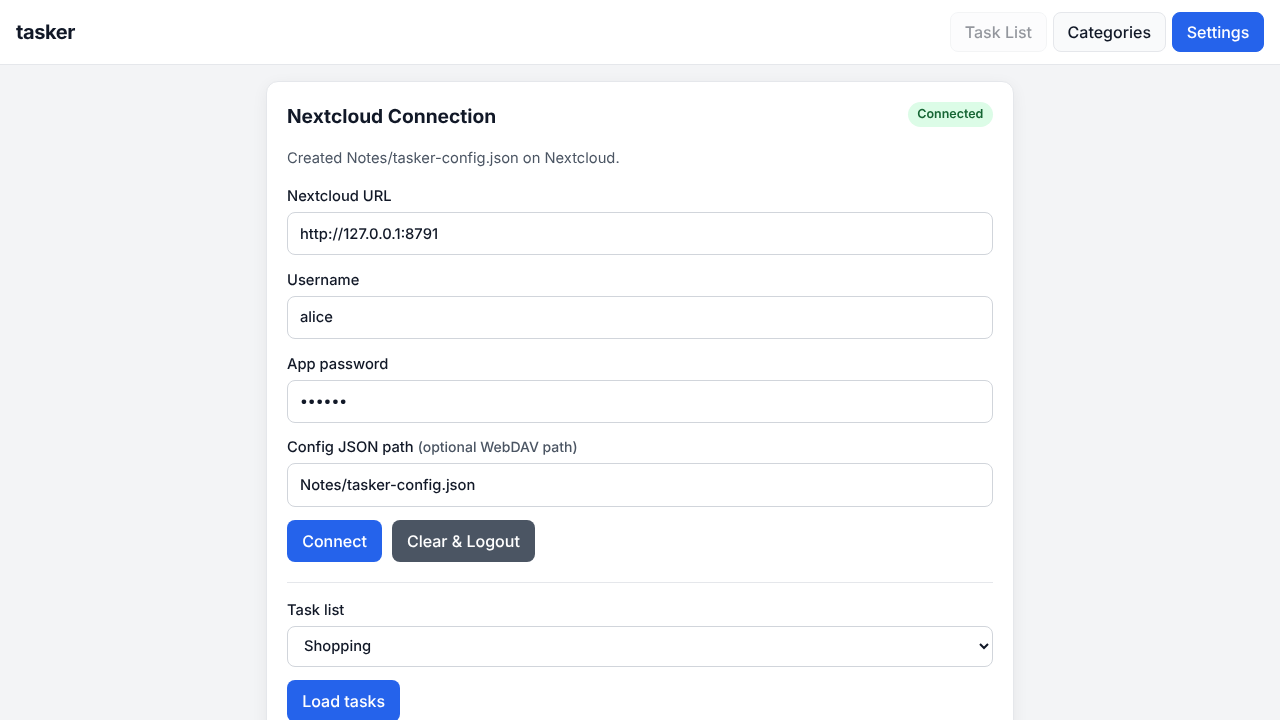 tasker
Task List
Categories
Settings
Nextcloud Connection
Connected
Created Notes/tasker-config.json on Nextcloud.
Nextcloud URL
http://127.0.0.1:8791
Username
alice
App password
••••••
Config JSON path (optional WebDAV path)
Notes/tasker-config.json
Connect
Clear & Logout
Task list
Shopping
Load tasks